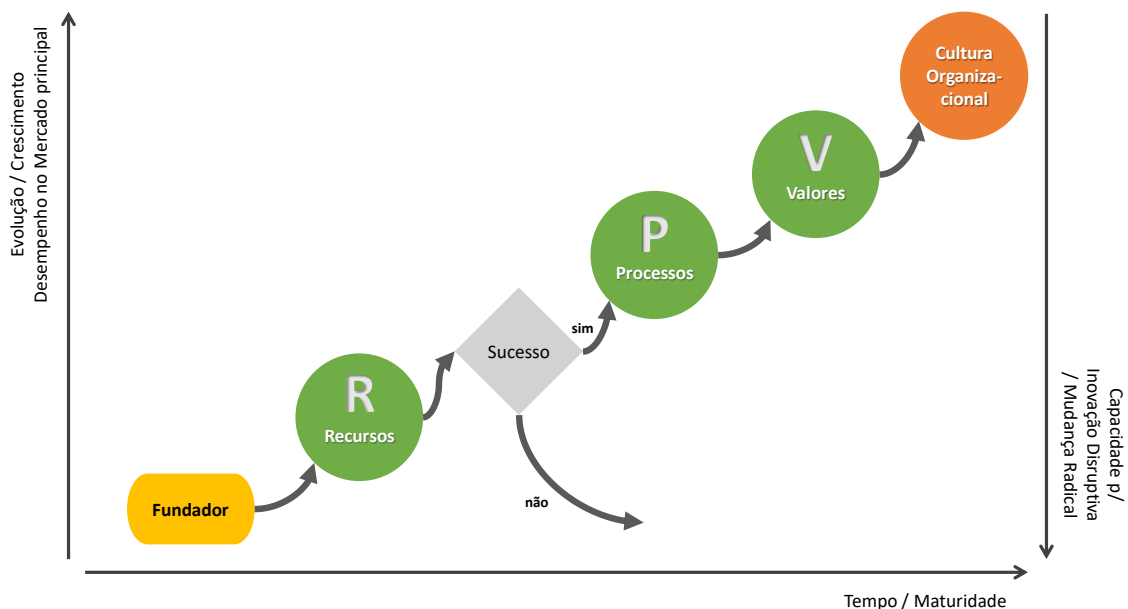 Evolução / Crescimento
Desempenho no Mercado principal
Cultura
Organiza-
cional
V
Valores
P
Processos
sim
Sucesso
R
Recursos
não
Fundador
Capacidade p/
Inovação Disruptiva
/ Mudança Radical
Tempo / Maturidade